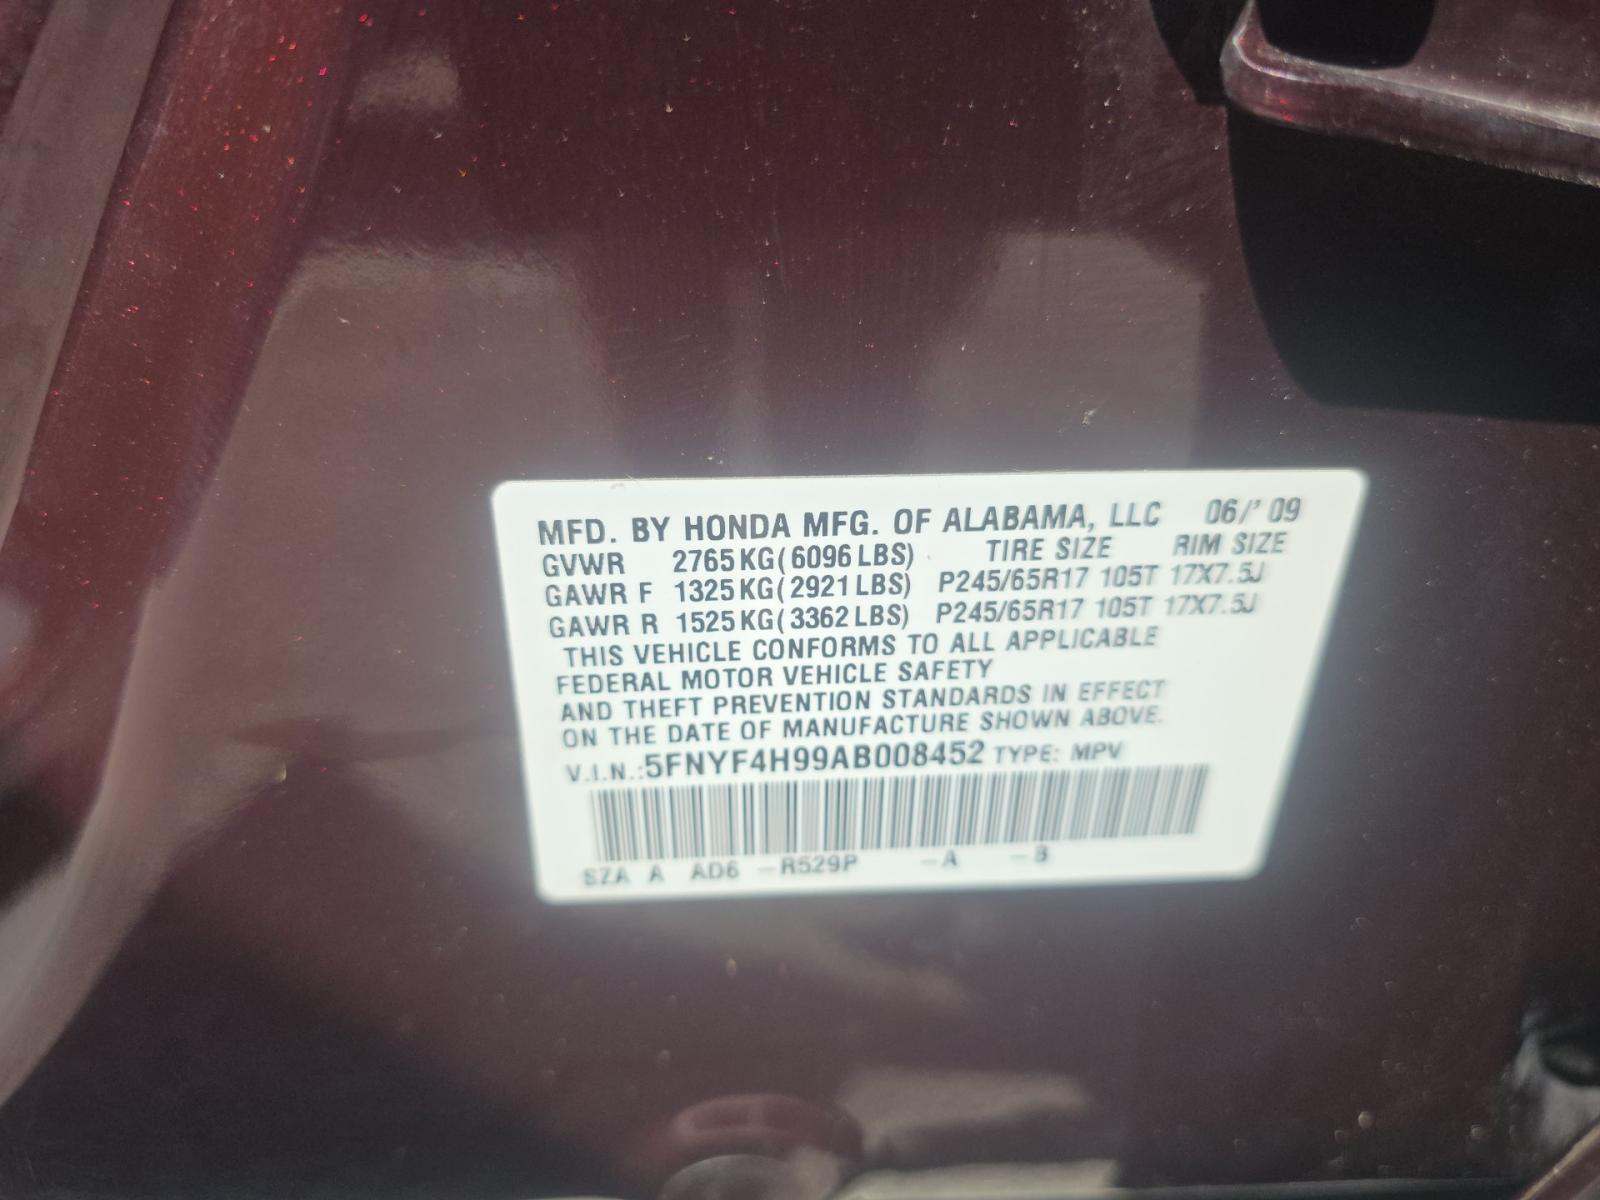 MFD. BY HONDA MFG. OF ALABAMA, LLC 06/' 09
GVWR 2765 KG ( 6096 LBS) TIRE SIZE RIM SIZE
GAWR F 1325 KG ( 2921 LBS) P245/65R17 105T 17X7.5J
GAWR R 1525 KG ( 3362 LBS) P245/65R17 105T 17X7.5J
THIS VEHICLE CONFORMS TO ALL APPLICABLE
FEDERAL MOTOR VEHICLE SAFETY
AND THEFT PREVENTION STANDARDS IN EFFECT
ON THE DATE OF MANUFACTURE SHOWN ABOVE.
V.I.N.:5FNYF4H99AB008452 TYPE: MPV
SZA A AD6 -R529P -A -B